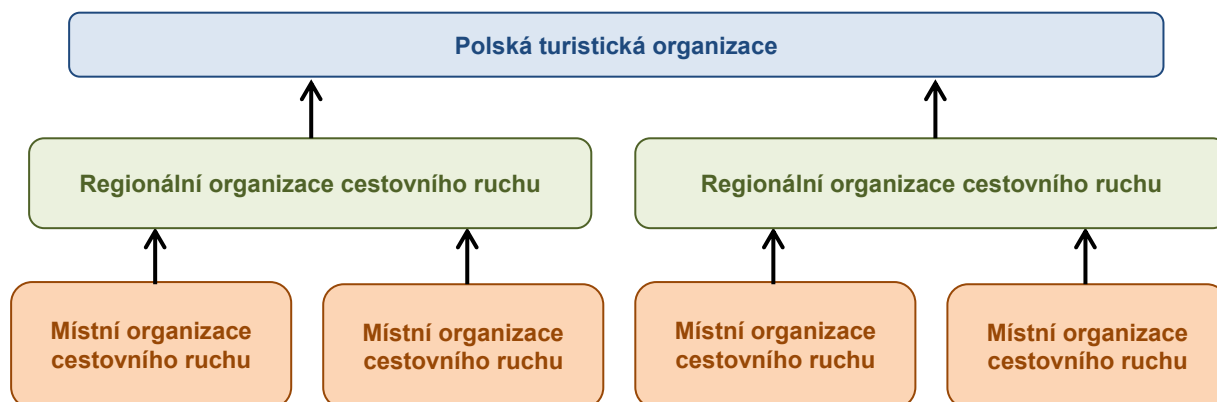 Polská turistická organizace
Regionální organizace cestovního ruchu
Regionální organizace cestovního ruchu
Místní organizace
cestovního ruchu
Místní organizace
cestovního ruchu
Místní organizace
cestovního ruchu
Místní organizace
cestovního ruchu